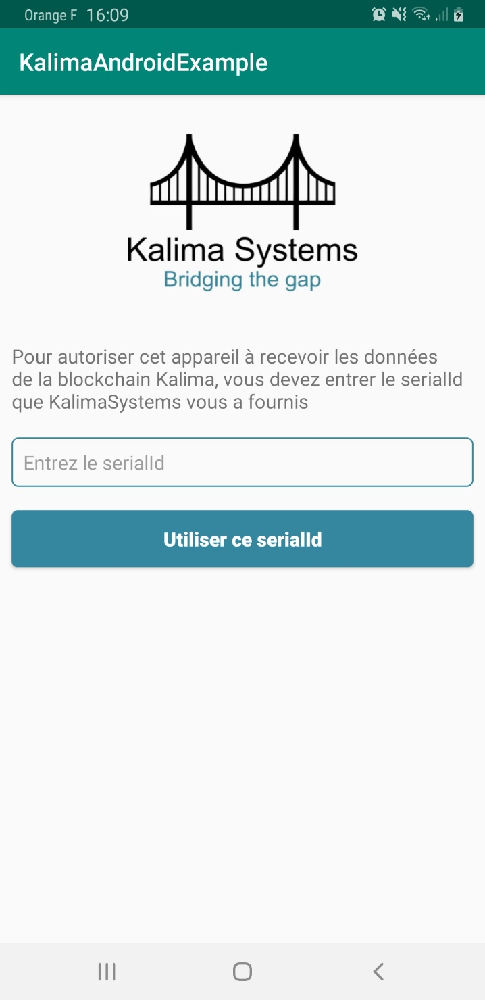 Orange F 16:09
KalimaAndroidExample
Kalima Systems
Bridging the gap
Pour autoriser cet appareil à recevoir les données
de la blockchain Kalima, vous devez entrer le serialId
que KalimaSystems vous a fournis
Entrez le serialId
Utiliser ce serialId